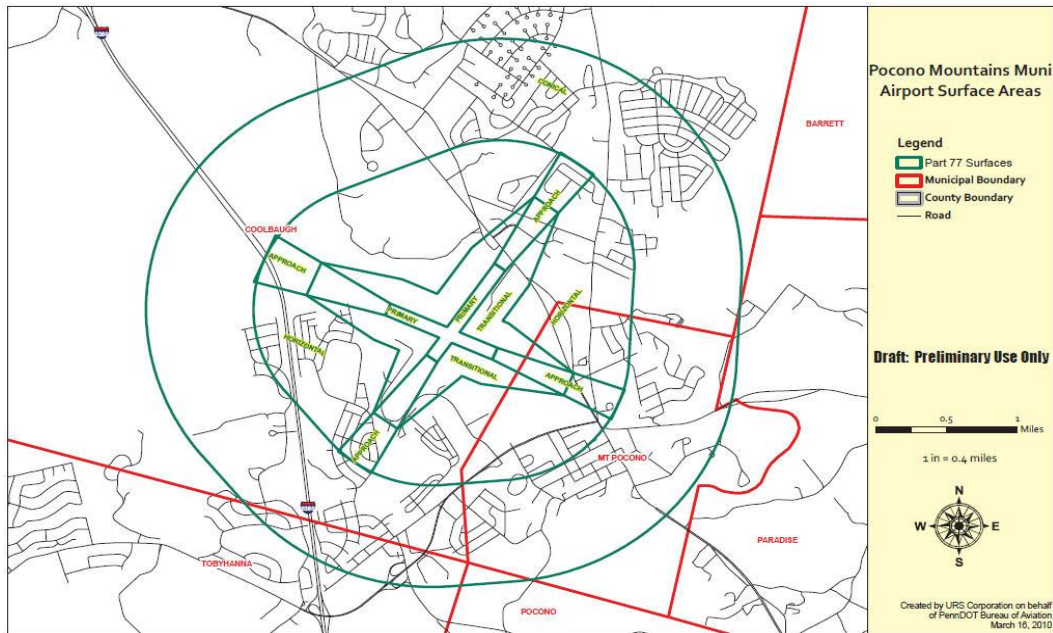 CONICAL
BARRETT
COOLBAUGH
APPROACH
APPROACH
PRIMARY
PRIMARY
TRANSITIONAL
HORIZONTAL
HORIZONTAL
TRANSITIONAL
APPROACH
APPROACH
MT POCONO
TOBYHANNA
POCONO
PARADISE
Pocono Mountains Muni
Airport Surface Areas
Legend
Part 77 Surfaces
Municipal Boundary
County Boundary
Road
Draft: Preliminary Use Only
0 0.5 1
Miles
1 in = 0.4 miles
N
W E
S
Created by URS Corporation on behalf
of PennDOT Bureau of Aviation
March 16, 2010